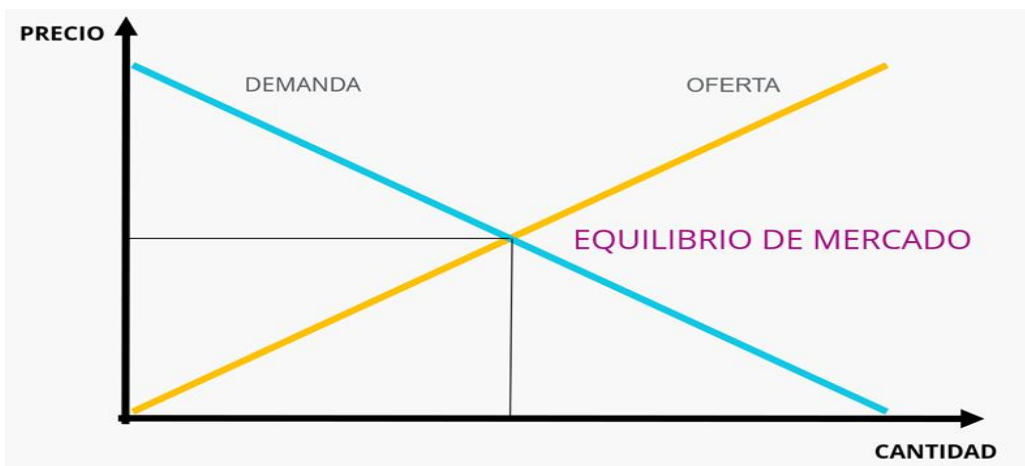 PRECIO
DEMANDA
OFERTA
EQUILIBRIO DE MERCADO
CANTIDAD